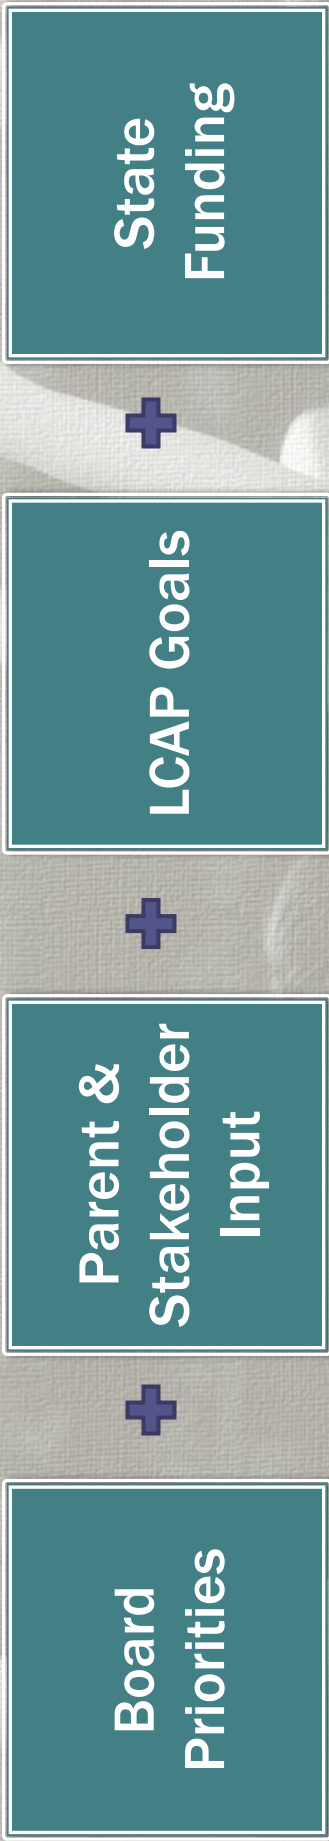 Board
Priorities
Parent &
Stakeholder
Input
LCAP Goals
State
Funding